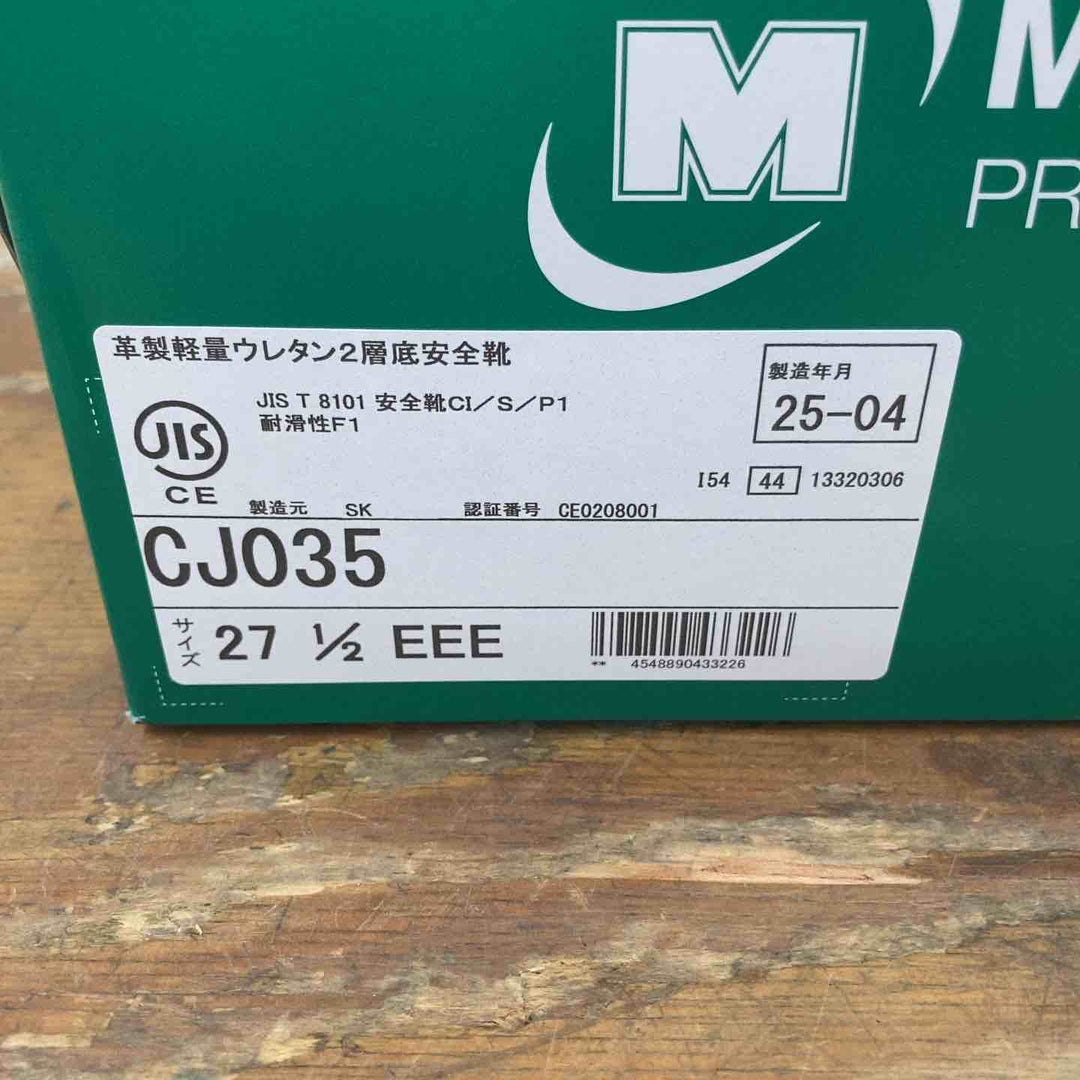 M
PR
革製軽量ウレタン2層底安全靴
JIS T 8101 安全靴CI/S/P1
耐滑性F1
製造年月
25-04
JIS
CE
I54 44 13320306
製造元 SK 認証番号 CE0208001
CJ035
サイズ 27 ½ EEE
** 4548890433226